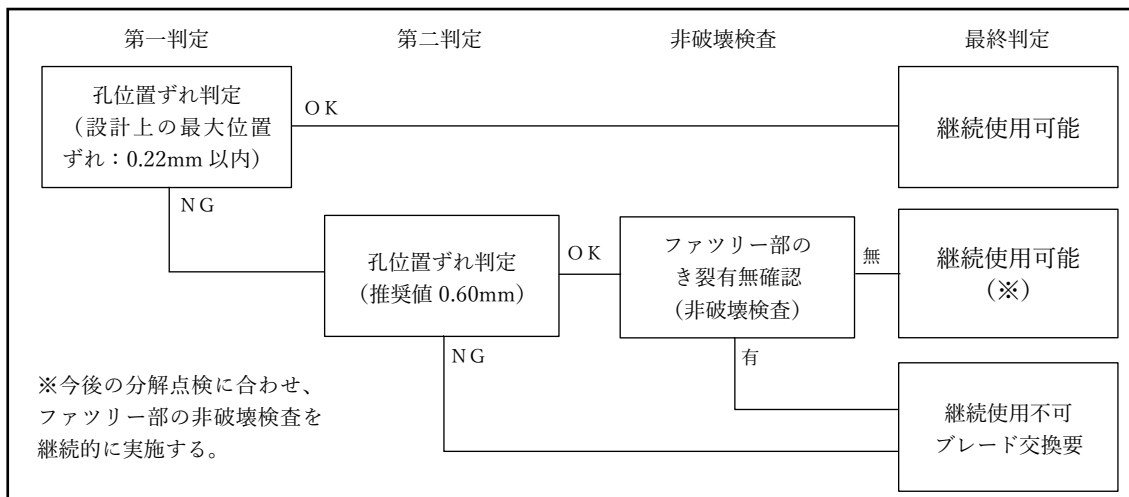 第一判定
第二判定
非破壊検査
最終判定
孔位置ずれ判定
（設計上の最大位置
ずれ：0.22mm 以内）
OK
継続使用可能
NG
孔位置ずれ判定
（推奨値 0.60mm）
OK
ファツリー部の
き裂有無確認
（非破壊検査）
無
継続使用可能
（※）
NG
有
※今後の分解点検に合わせ、
ファツリー部の非破壊検査を
継続的に実施する。
継続使用不可
ブレード交換要